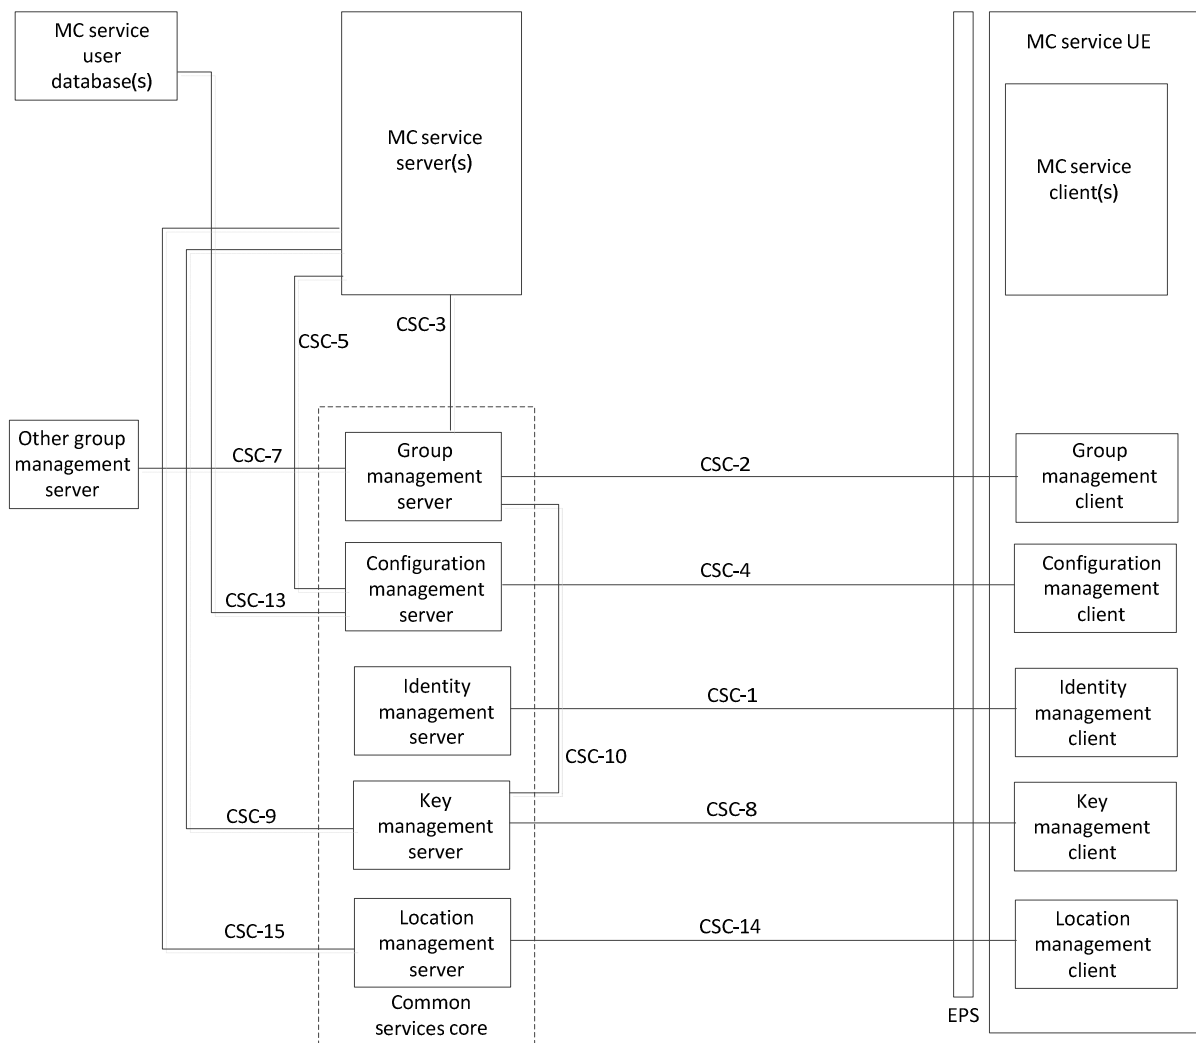 MC service
user
database(s)
MC service
server(s)
MC service UE
MC service
client(s)
CSC-3
CSC-5
Other group
management
server
CSC-7
Group
management
server
CSC-2
Group
management
client
Configuration
management
server
CSC-4
Configuration
management
client
CSC-13
Identity
management
server
CSC-1
Identity
management
client
CSC-10
CSC-9
Key
management
server
CSC-8
Key
management
client
CSC-15
Location
management
server
CSC-14
Location
management
client
Common
services core
EPS